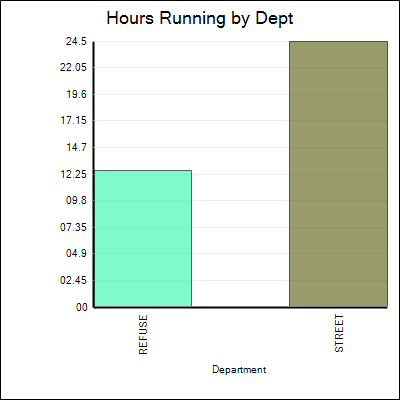 Hours Running by Dept
24.5
22.05
19.6
17.15
14.7
12.25
09.8
07.35
04.9
02.45
00
REFUSE
STREET
Department